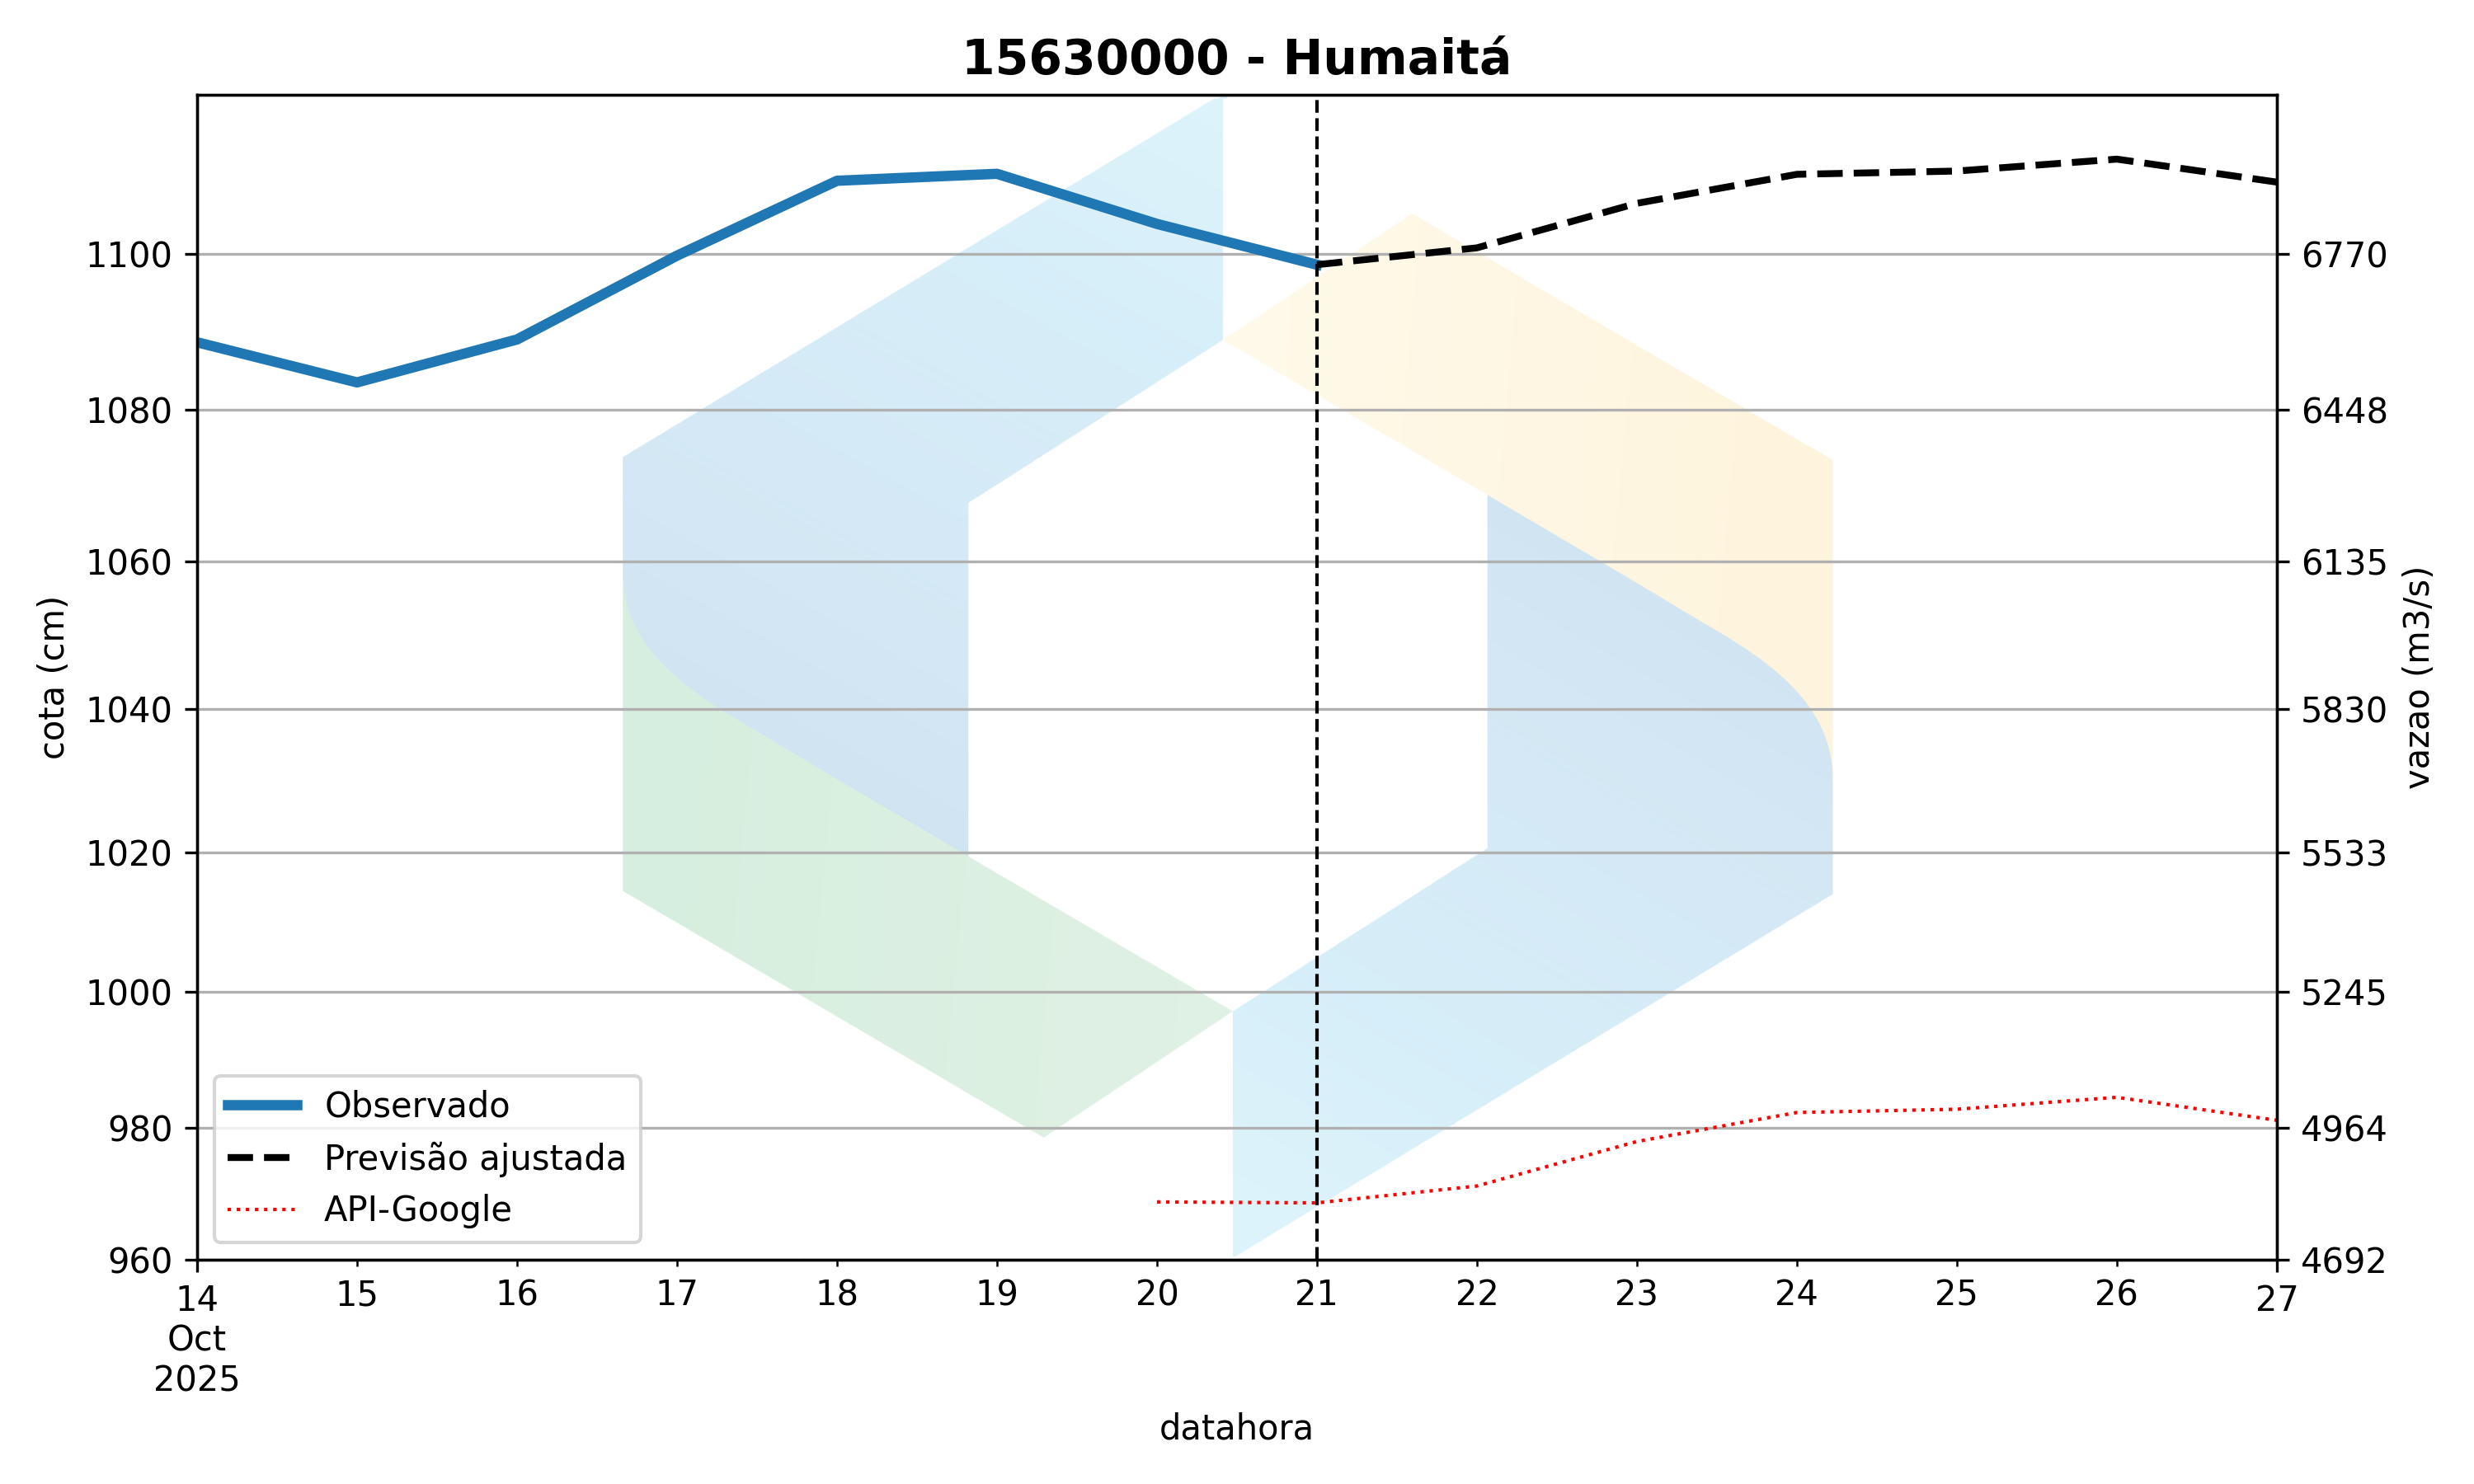 15630000 - Humaitá
cota (cm)
1100
1080
1060
1040
1020
1000
980
960
6770
6448
6135
5830
5533
5245
4964
4692
vazao (m3/s)
Observado
Previsão ajustada
API-Google
14 15 16 17 18 19 20 21 22 23 24 25 26 27
Oct
2025
datahora